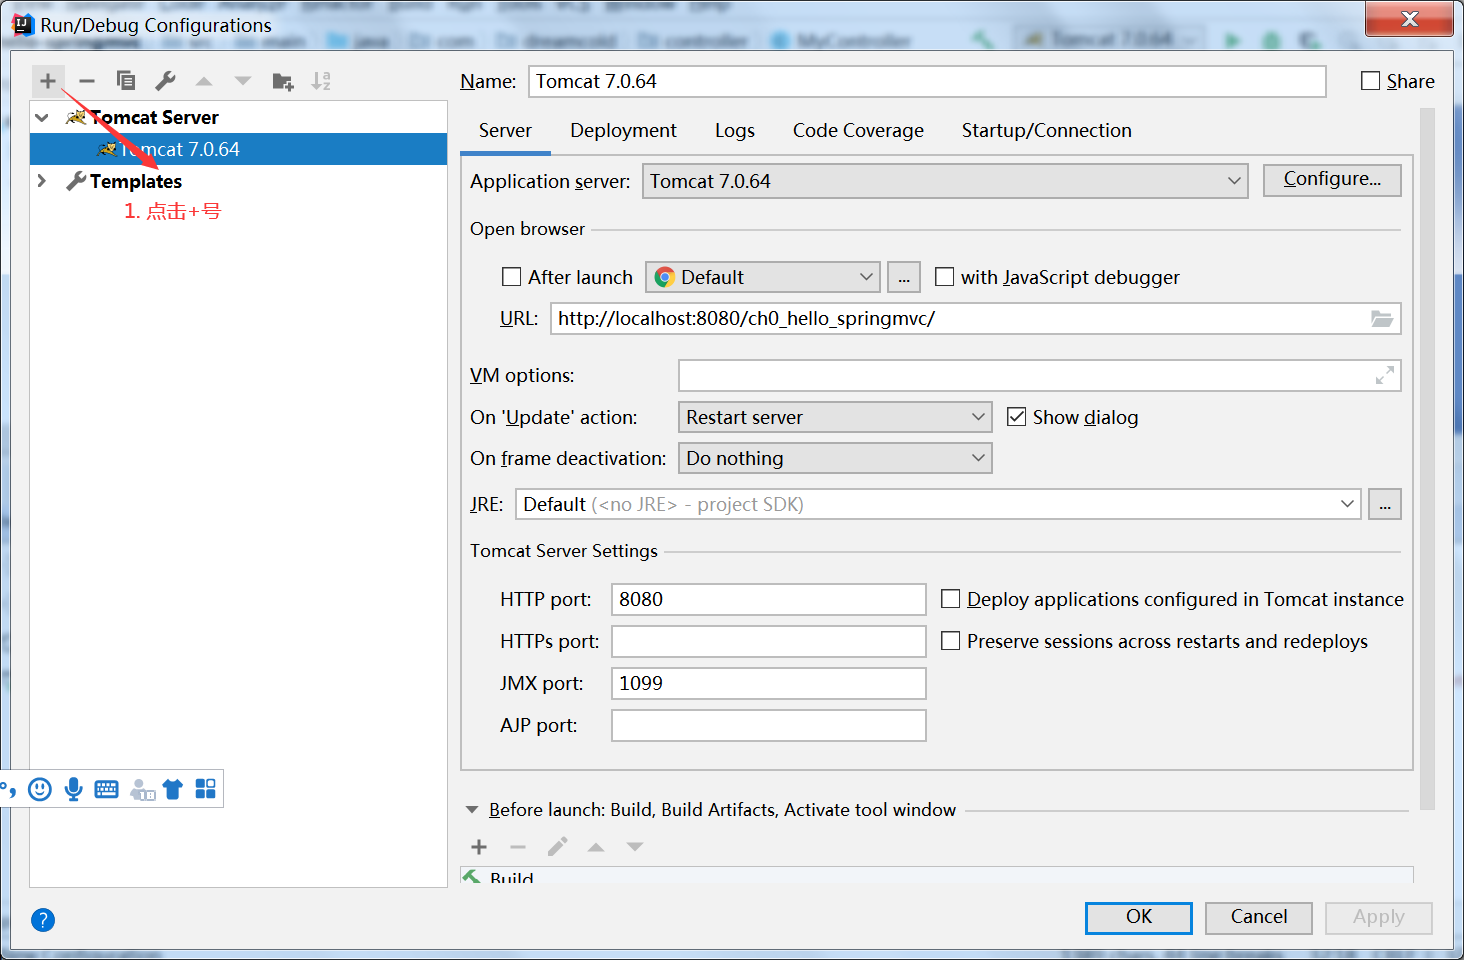 Run/Debug Configurations
Tomcat Server
Tomcat 7.0.64
Templates
1. 点击+号
Name: Tomcat 7.0.64
Share
Server Deployment Logs Code Coverage Startup/Connection
Application server: Tomcat 7.0.64 Configure...
Open browser
After launch Default ... with JavaScript debugger
URL: http://localhost:8080/ch0_hello_springmvc/
VM options:
On 'Update' action: Restart server Show dialog
On frame deactivation: Do nothing
JRE: Default (<no JRE> - project SDK) ...
Tomcat Server Settings
HTTP port: 8080 Deploy applications configured in Tomcat instance
HTTPs port: Preserve sessions across restarts and redeploys
JMX port: 1099
AJP port:
Before launch: Build, Build Artifacts, Activate tool window
Build
? OK Cancel Apply